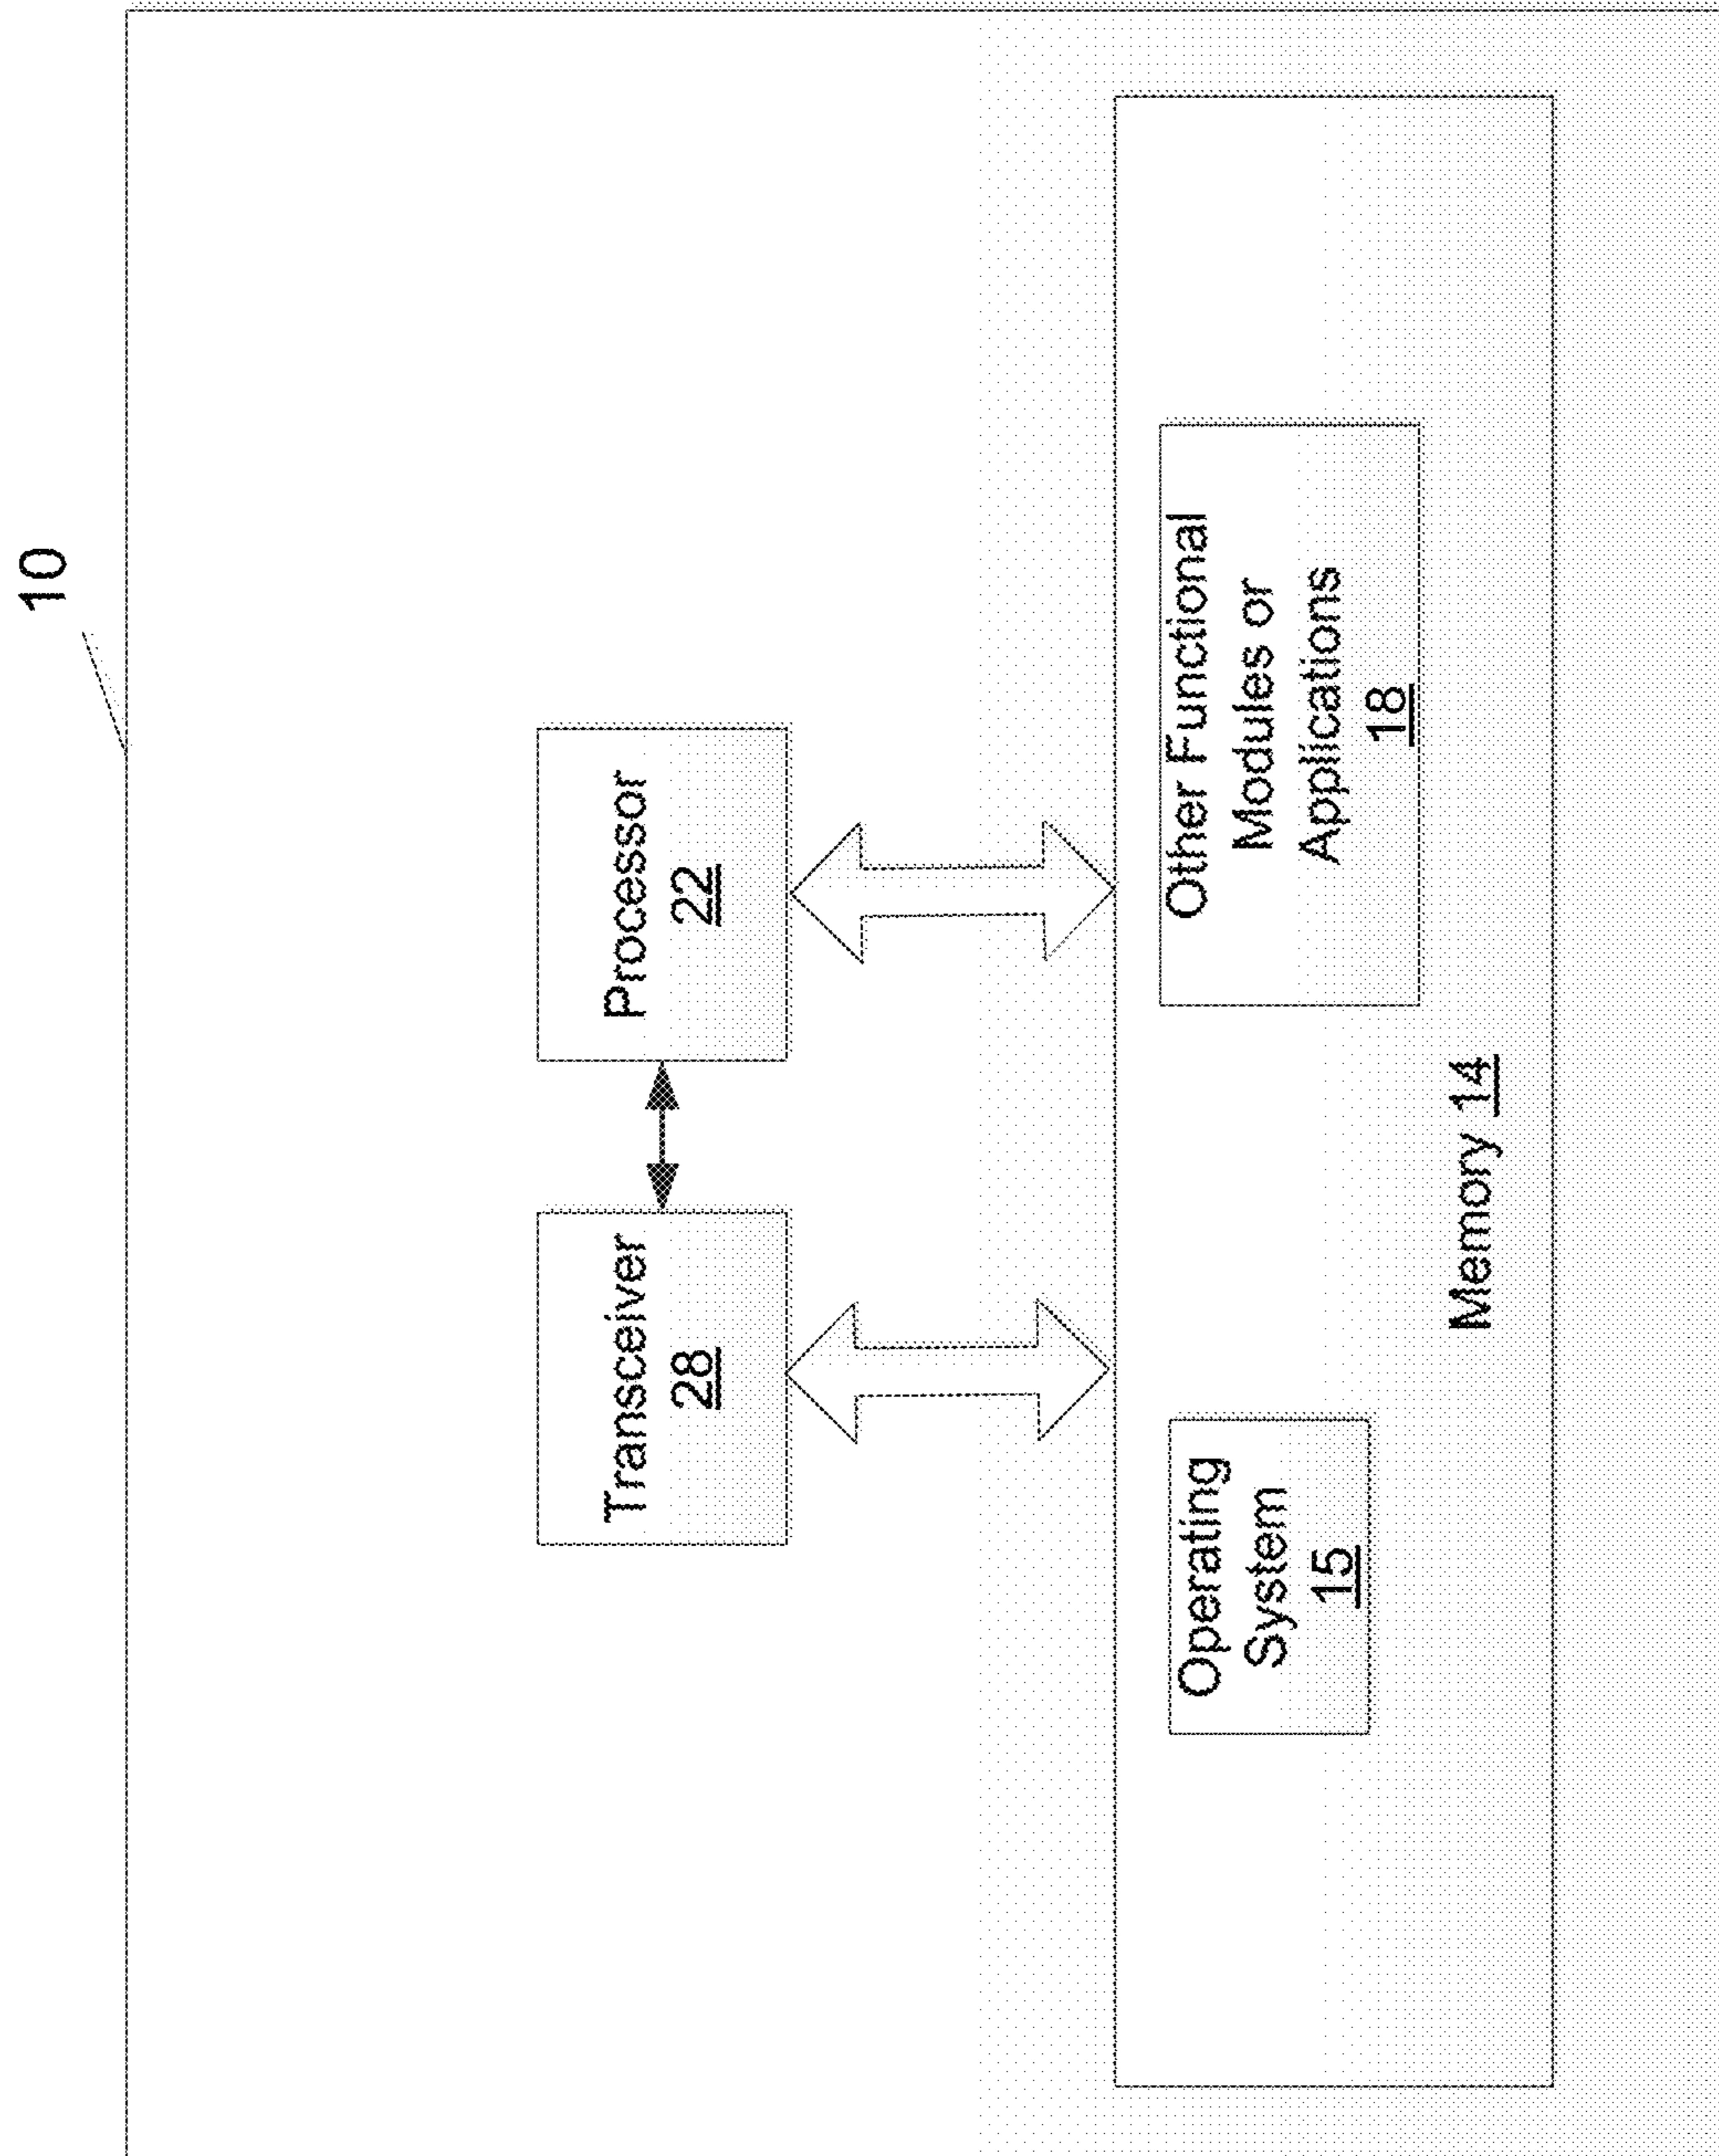 10
Transceiver
28
Processor
22
Operating
System
15
Other Functional
Modules or
Applications
18
Memory 14